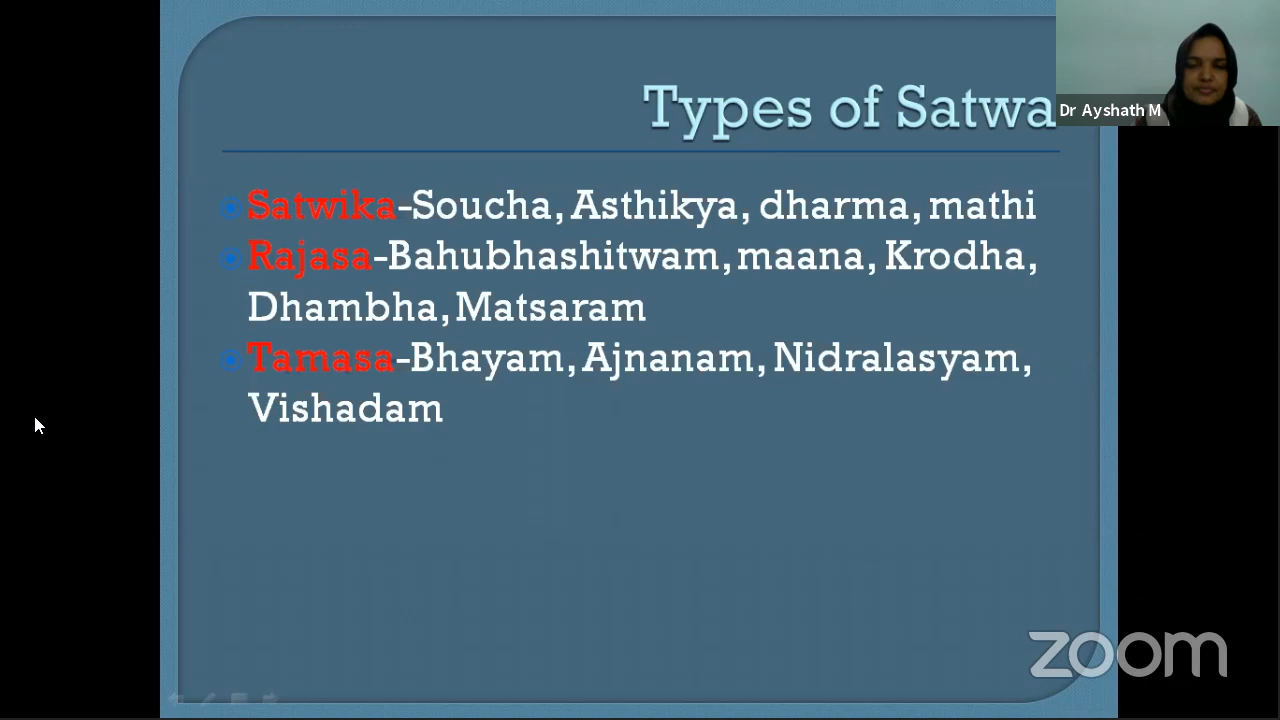 Types of Satwa
Dr Ayshath M
Satwika-Soucha, Asthikya, dharma, mathi
Rajasa-Bahubhashitwam, maana, Krodha,
Dhambha, Matsaram
Tamasa-Bhayam, Ajnanam, Nidralasyam,
Vishadam
zoom